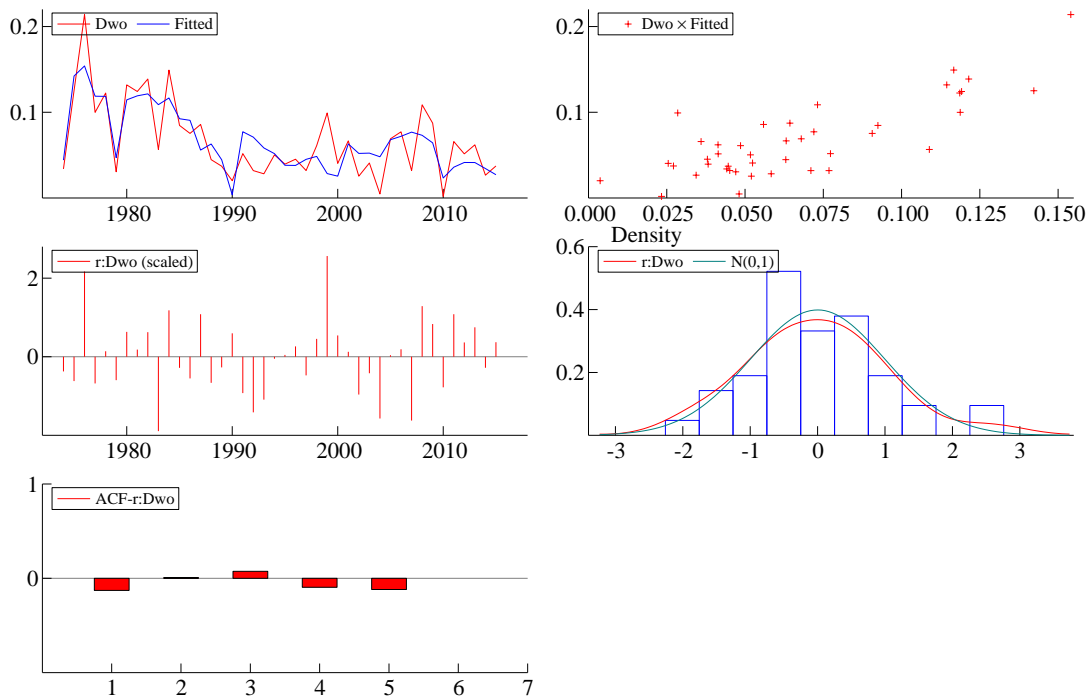 0.2
Dwo Fitted
0.1
1980 1990 2000 2010
0.2
Dwo × Fitted
0.1
0.000 0.025 0.050 0.075 0.100 0.125 0.150
2
r:Dwo (scaled)
0
1980 1990 2000 2010
Density
0.6
r:Dwo N(0,1)
0.4
0.2
-3 -2 -1 0 1 2 3
1
ACF-r:Dwo
0
1 2 3 4 5 6 7